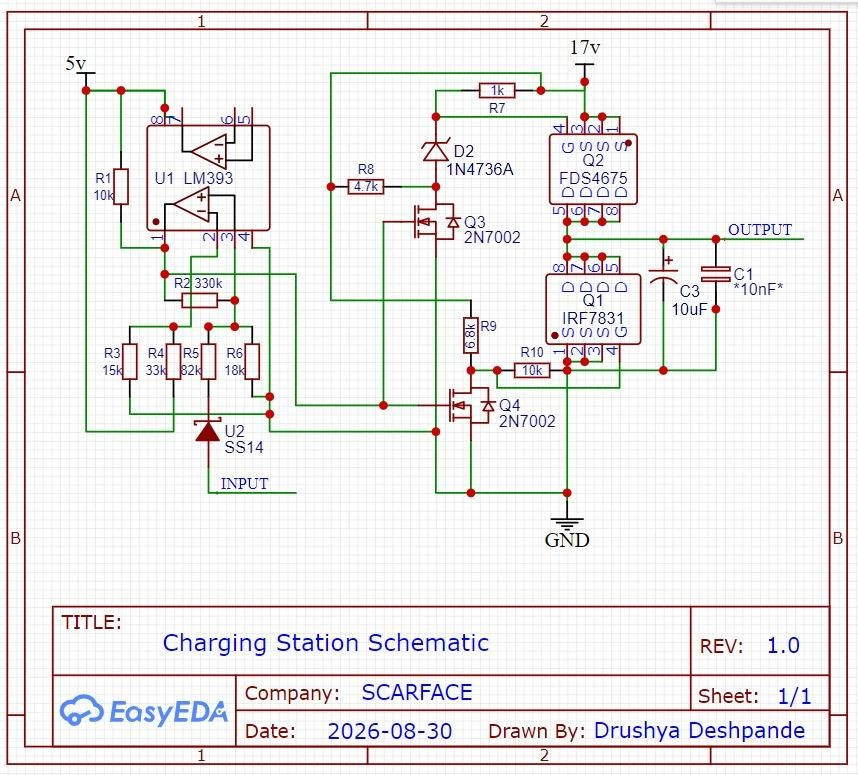 1 2
5v
17v
8 7 6 5
R1
10k
U1 LM393
1 2 3 4
1k
R7
D2
1N4736A
R8
4.7k
Q3
2N7002
4 3 2 1
G S S S
Q2
FDS4675
D D D D
5 6 7 8
OUTPUT
8 7 6 5
D D D D
Q1
IRF7831
S S S G
1 2 3 4
+
C3
10uF
C1
*10nF*
R2 330k
R3
15k
R4
33k
R5
82k
R6
18k
R9
6.8k
R10
10k
Q4
2N7002
U2
SS14
INPUT
GND
A A
B B
TITLE:
Charging Station Schematic
REV: 1.0
EasyEDA
Company: SCARFACE
Sheet: 1/1
Date: 2026-08-30 Drawn By: Drushya Deshpande
1 2